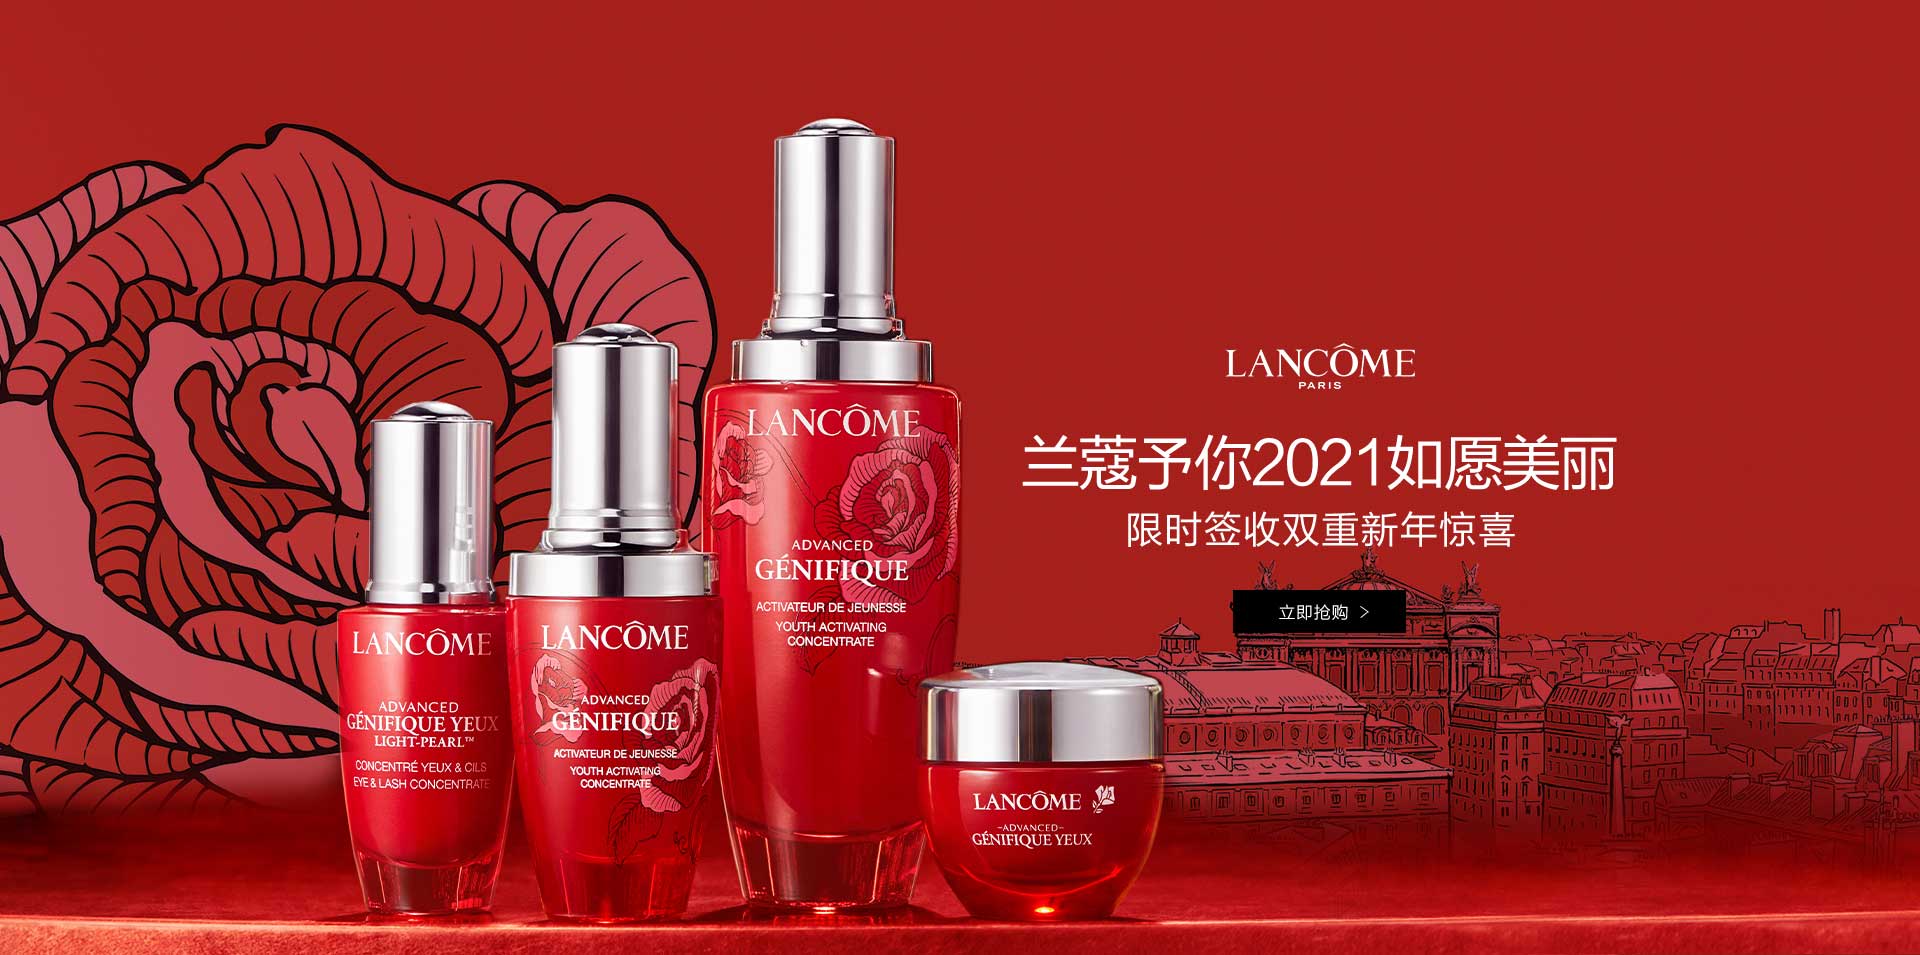 LANCÔME
PARIS
兰蔻予你2021如愿美丽
限时签收双重新年惊喜
立即抢购 >
LANCÔME
ADVANCED
GÉNIFIQUE YEUX
LIGHT-PEARL™
CONCENTRÉ YEUX & CILS
EYE & LASH CONCENTRATE
LANCÔME
ADVANCED
GÉNIFIQUE
ACTIVATEUR DE JEUNESSE
YOUTH ACTIVATING
CONCENTRATE
LANCÔME
ADVANCED
GÉNIFIQUE
ACTIVATEUR DE JEUNESSE
YOUTH ACTIVATING
CONCENTRATE
LANCÔME
-ADVANCED-
GÉNIFIQUE YEUX